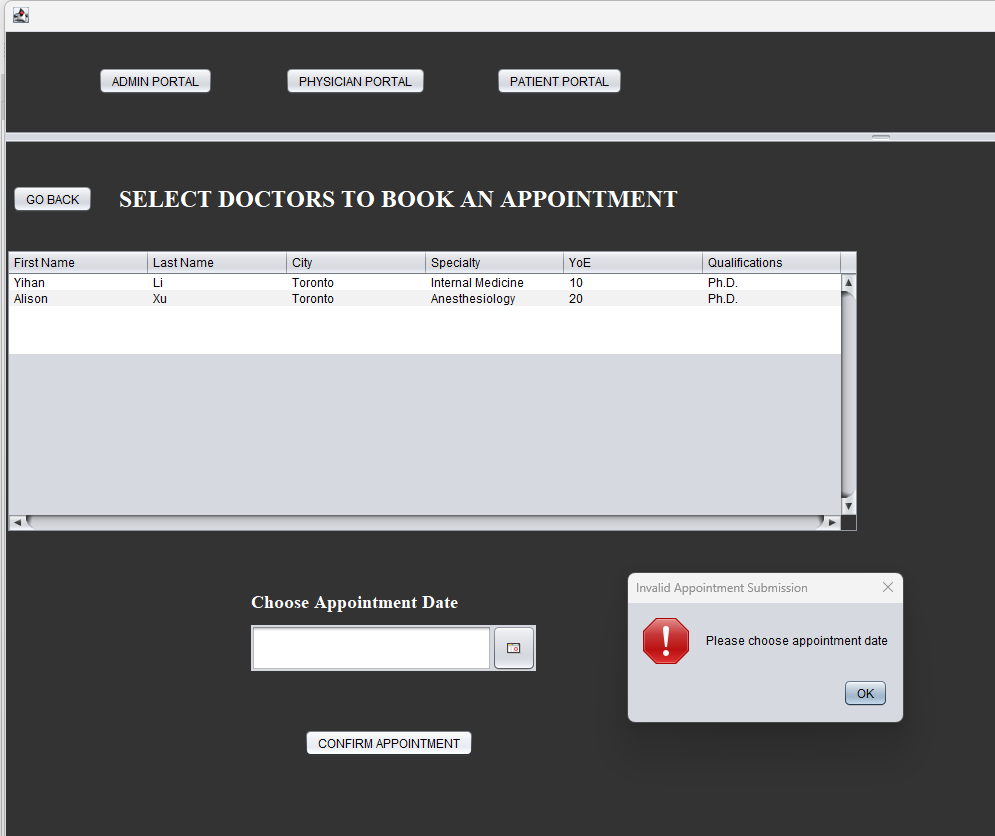 ADMIN PORTAL PHYSICIAN PORTAL PATIENT PORTAL
GO BACK SELECT DOCTORS TO BOOK AN APPOINTMENT
First Name Last Name City Specialty YoE Qualifications
Yihan Li Toronto Internal Medicine 10 Ph.D.
Alison Xu Toronto Anesthesiology 20 Ph.D.
Choose Appointment Date
CONFIRM APPOINTMENT
Invalid Appointment Submission
Please choose appointment date
OK